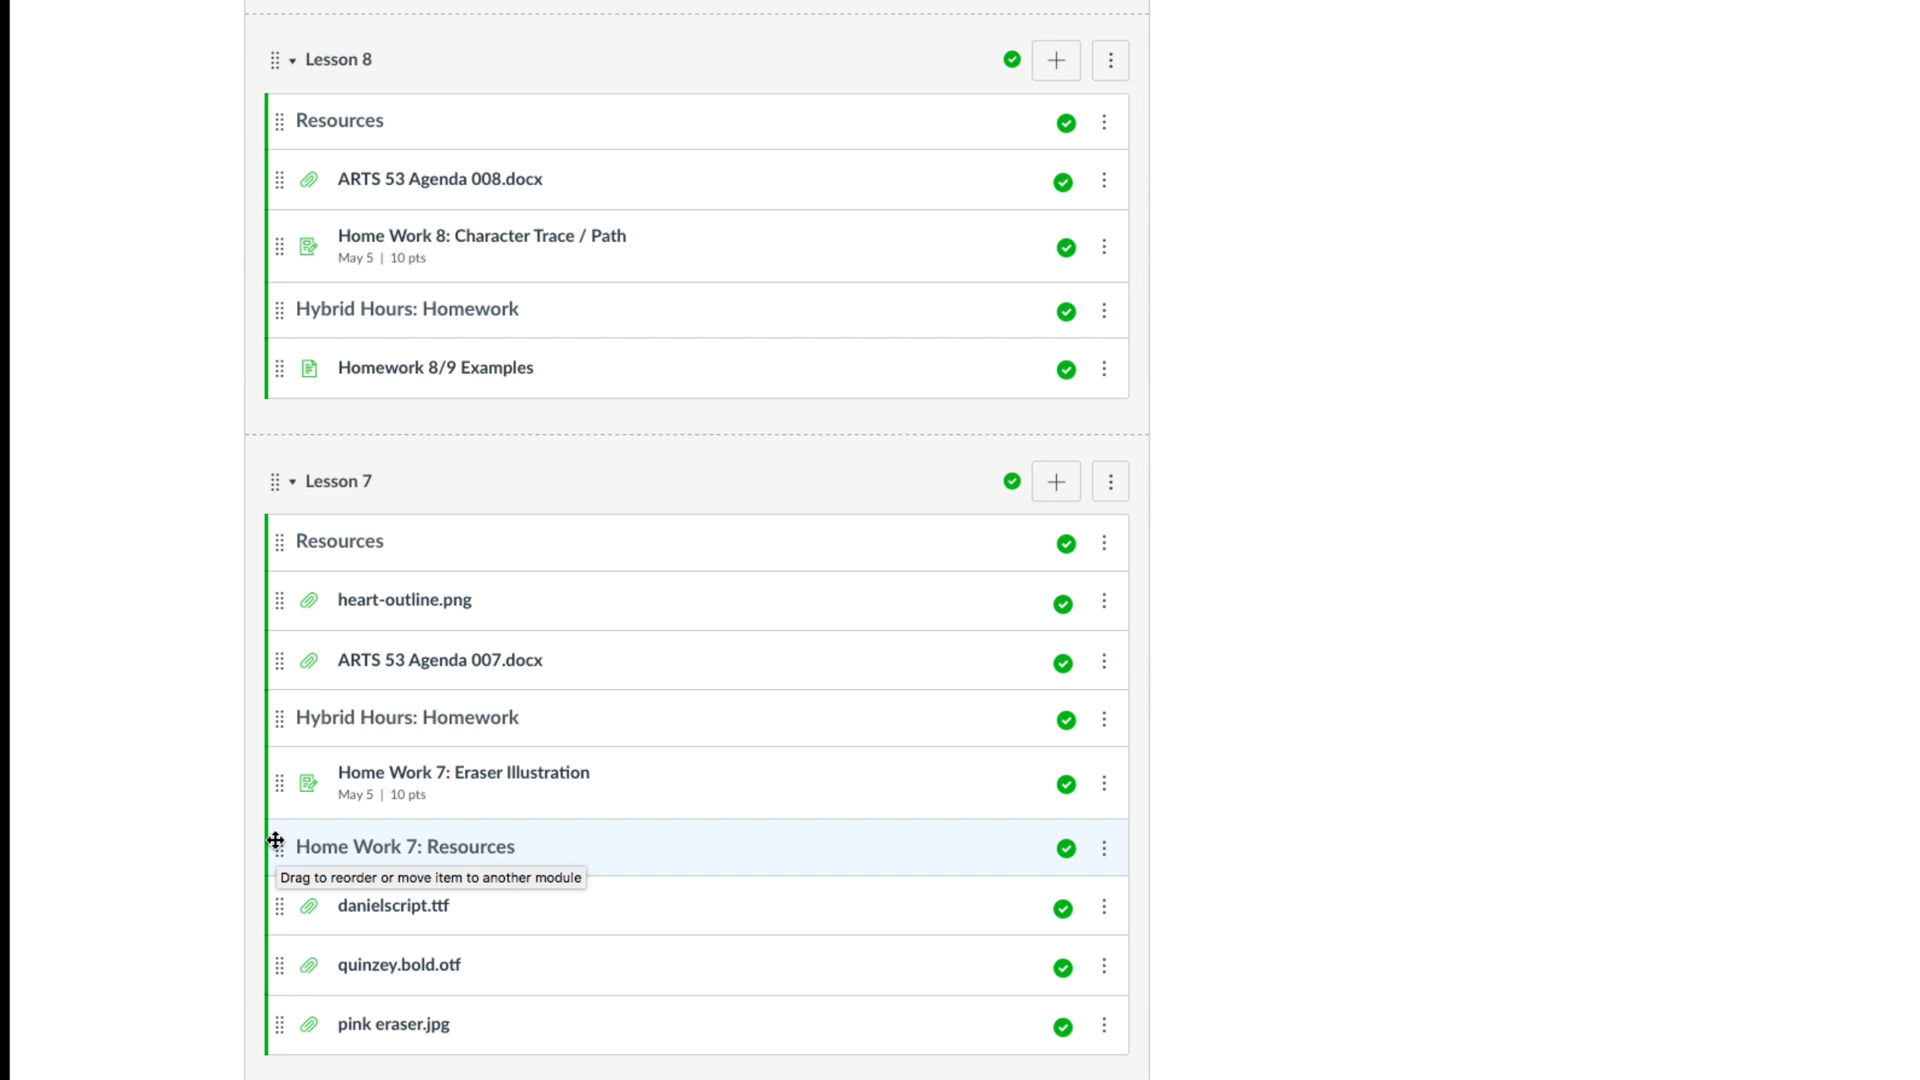 Lesson 8
Resources
ARTS 53 Agenda 008.docx
Home Work 8: Character Trace / Path
May 5 | 10 pts
Hybrid Hours: Homework
Homework 8/9 Examples
Lesson 7
Resources
heart-outline.png
ARTS 53 Agenda 007.docx
Hybrid Hours: Homework
Home Work 7: Eraser Illustration
May 5 | 10 pts
Home Work 7: Resources
Drag to reorder or move item to another module
danielscript.ttf
quinzey.bold.otf
pink eraser.jpg